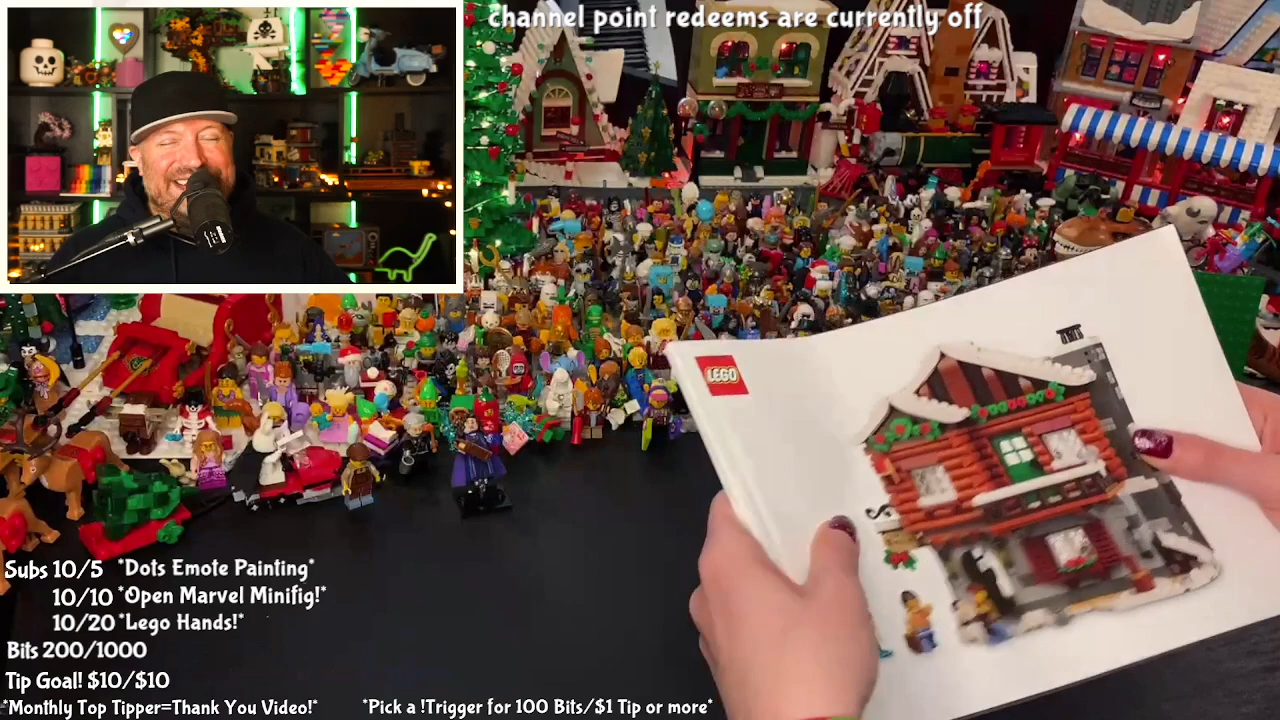 channel point redeems are currently off
LEGO
Subs 10/5 *Dots Emote Painting*
10/10 *Open Marvel Minifig!*
10/20 *Lego Hands!*
Bits 200/1000
Tip Goal! $10/$10
*Monthly Top Tipper=Thank You Video!* *Pick a !Trigger for 100 Bits/$1 Tip or more*